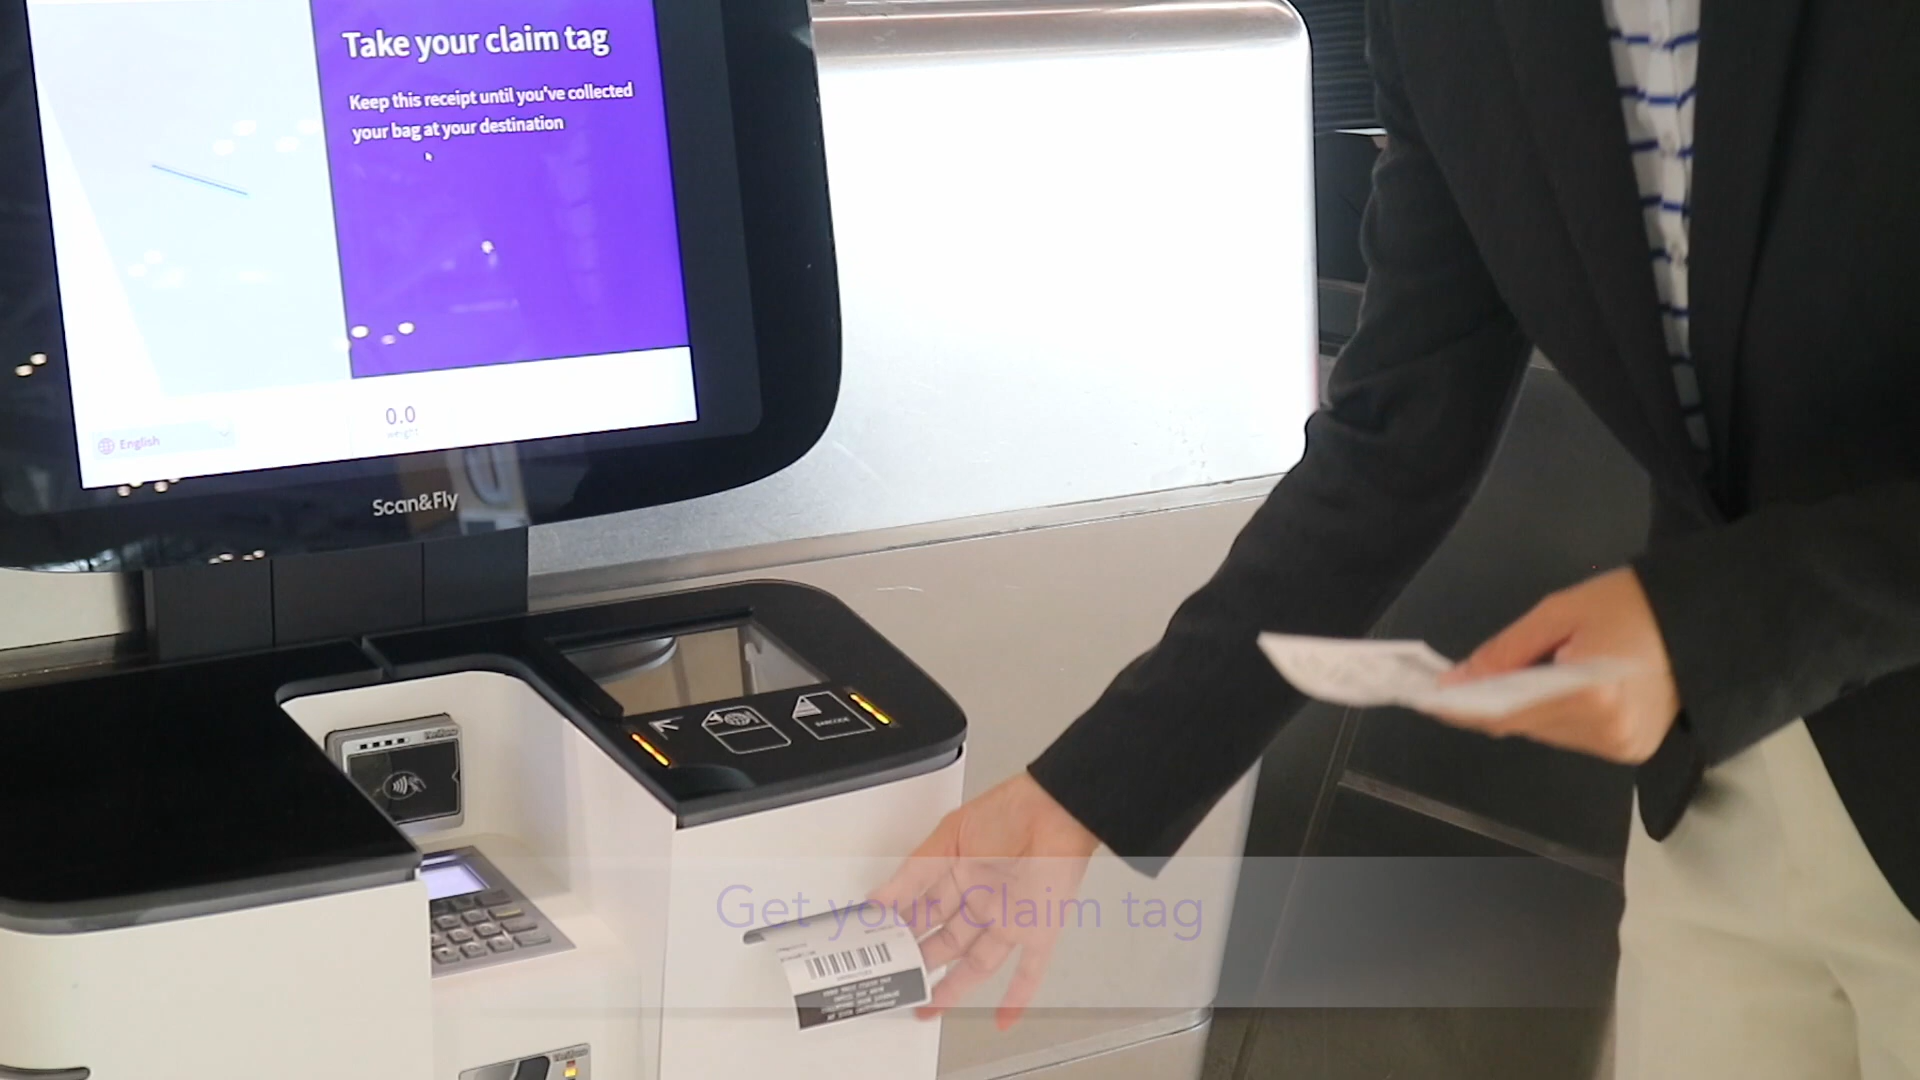 Take your claim tag
Keep this receipt until you've collected
your bag at your destination
0.0
weight
English
Scan&Fly
BARCODE
Get your Claim tag